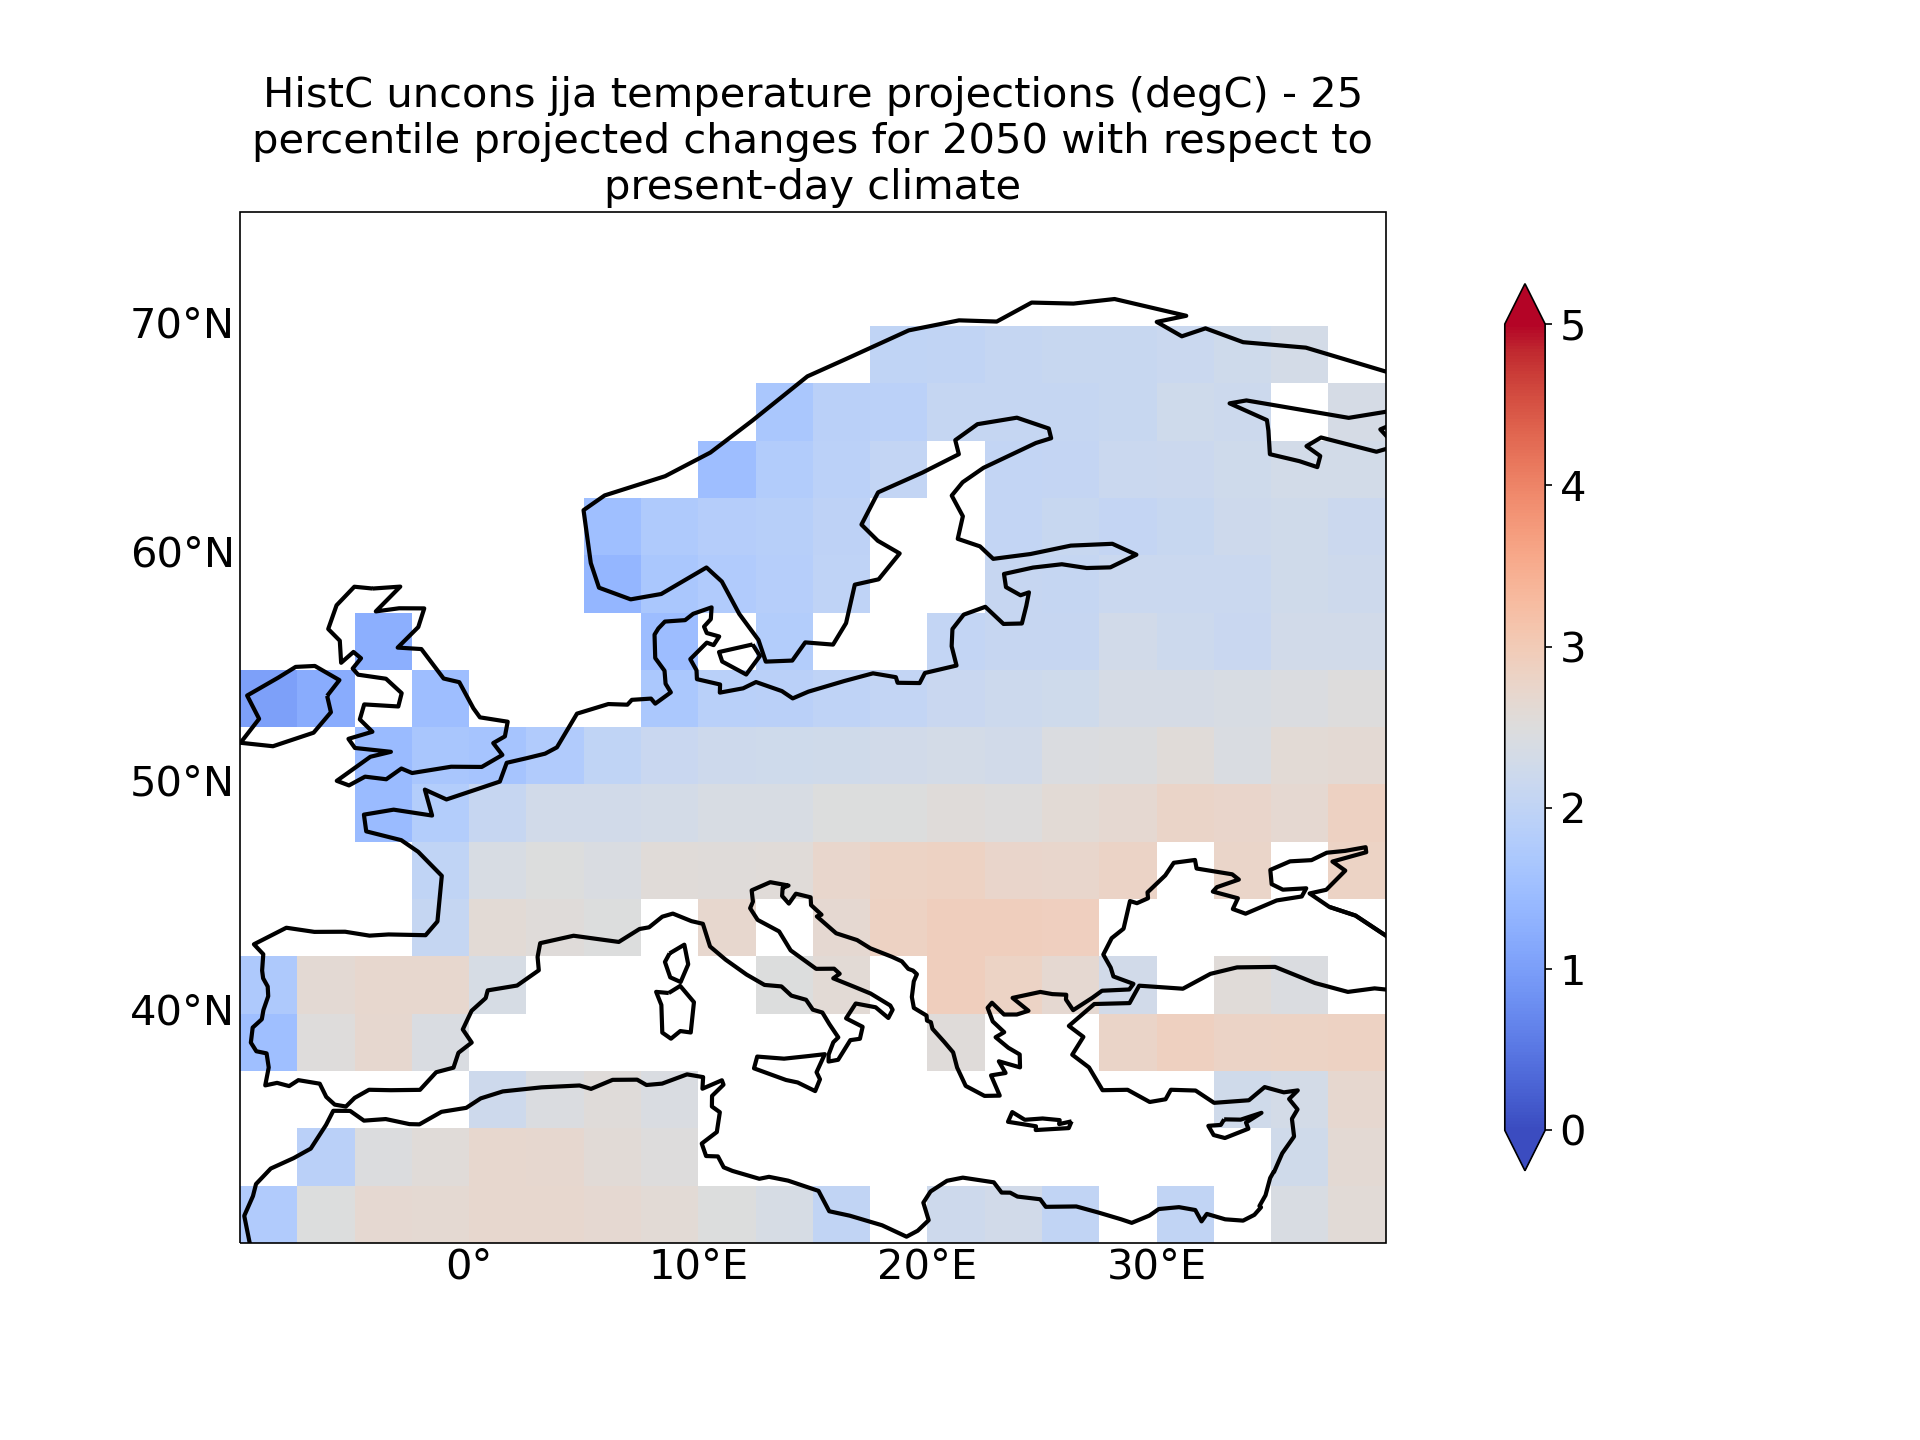 HistC uncons jja temperature projections (degC) - 25
percentile projected changes for 2050 with respect to
present-day climate
70°N
60°N
50°N
40°N
0°
10°E
20°E
30°E
5
4
3
2
1
0